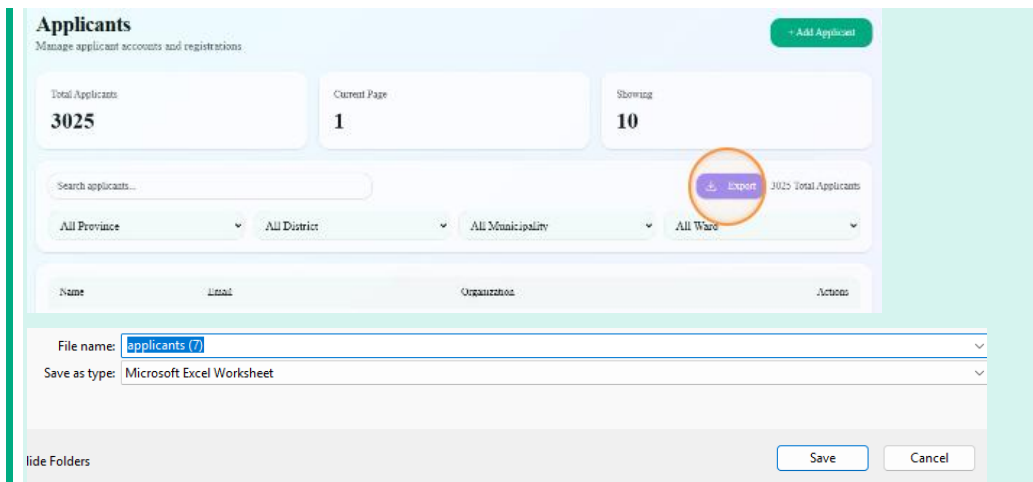 Applicants
Manage applicant accounts and registrations
+ Add Applicant
Total Applicants
3025
Current Page
1
Showing
10
Search applicants...
Export
3025 Total Applicants
All Province
All District
All Municipality
All Ward
Name Email Organization Actions
File name: applicants (7)
Save as type: Microsoft Excel Worksheet
lide Folders
Save
Cancel